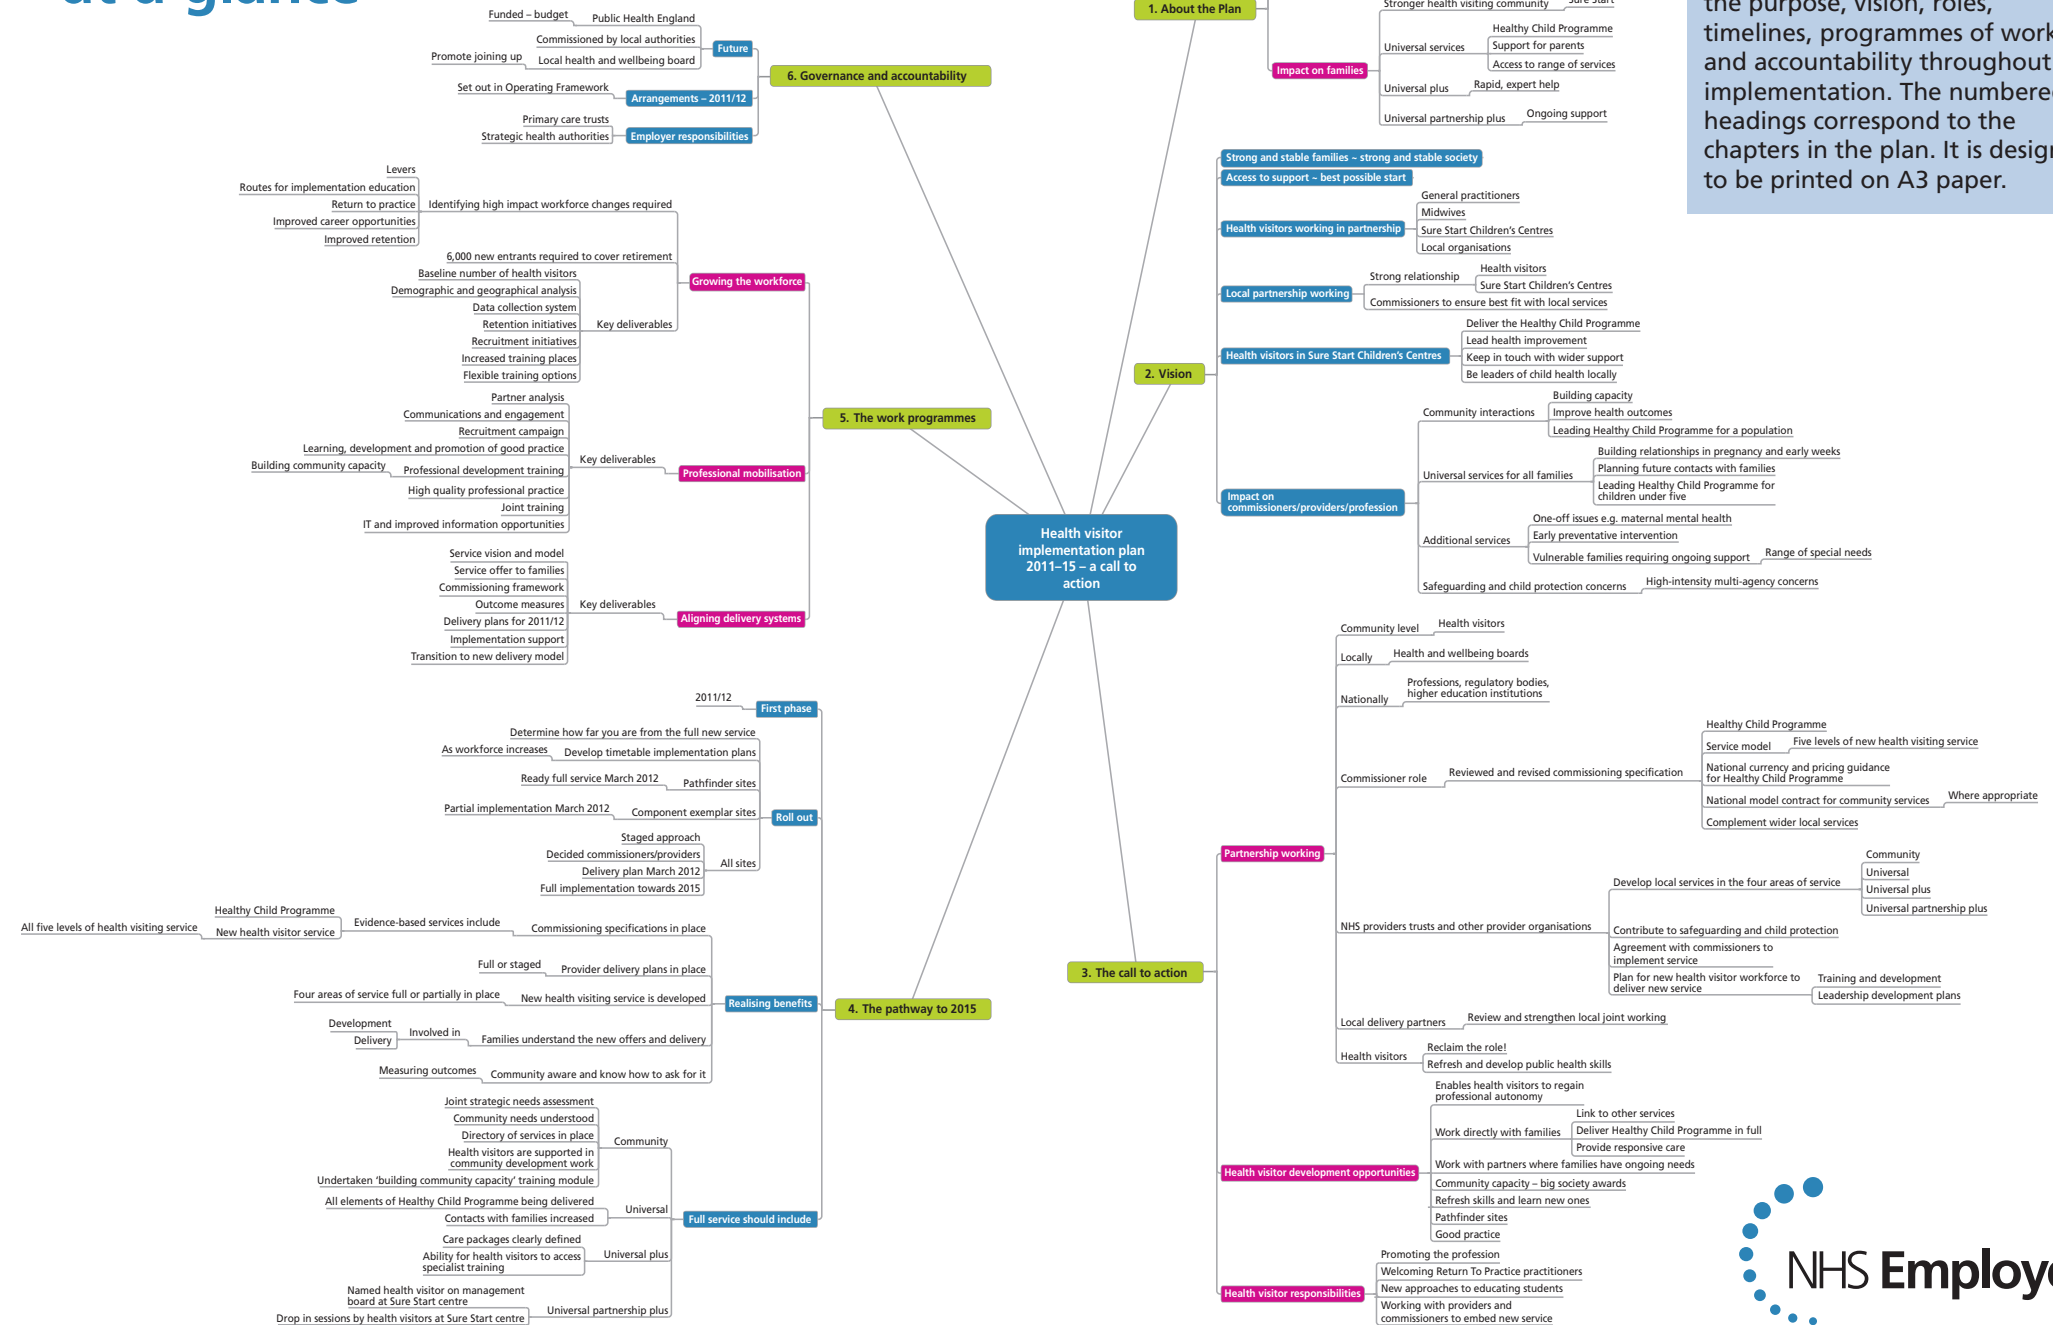 at a glance
the purpose, vision, roles,
timelines, programmes of work
and accountability throughout
implementation. The numbered
headings correspond to the
chapters in the plan. It is
to be printed on A3 paper.
Health visitor
implementation plan
2011–15 – a call to
action
1. About the Plan
Stronger health visiting community
Sure Start
Impact on families
Universal services
Healthy Child Programme
Support for parents
Access to range of services
Universal plus
Rapid, expert help
Universal partnership plus
Ongoing support
2. Vision
Strong and stable families ~ strong and stable society
Access to support ~ best possible start
Health visitors working in partnership
General practitioners
Midwives
Sure Start Children's Centres
Local organisations
Local partnership working
Strong relationship
Health visitors
Sure Start Children's Centres
Commissioners to ensure best fit with local services
Health visitors in Sure Start Children's Centres
Deliver the Healthy Child Programme
Lead health improvement
Keep in touch with wider support
Be leaders of child health locally
Impact on
commissioners/providers/profession
Community interactions
Building capacity
Improve health outcomes
Leading Healthy Child Programme for a population
Universal services for all families
Building relationships in pregnancy and early weeks
Planning future contacts with families
Leading Healthy Child Programme for
children under five
Additional services
One-off issues e.g. maternal mental health
Early preventative intervention
Vulnerable families requiring ongoing support
Range of special needs
Safeguarding and child protection concerns
High-intensity multi-agency concerns
3. The call to action
Partnership working
Community level
Health visitors
Locally
Health and wellbeing boards
Nationally
Professions, regulatory bodies,
higher education institutions
Commissioner role
Reviewed and revised commissioning specification
Healthy Child Programme
Service model
Five levels of new health visiting service
National currency and pricing guidance
for Healthy Child Programme
National model contract for community services
Where appropriate
Complement wider local services
NHS providers trusts and other provider organisations
Develop local services in the four areas of service
Community
Universal
Universal plus
Universal partnership plus
Contribute to safeguarding and child protection
Agreement with commissioners to
implement service
Plan for new health visitor workforce to
deliver new service
Training and development
Leadership development plans
Local delivery partners
Review and strengthen local joint working
Health visitors
Reclaim the role!
Refresh and develop public health skills
Health visitor development opportunities
Enables health visitors to regain
professional autonomy
Work directly with families
Link to other services
Deliver Healthy Child Programme in full
Provide responsive care
Work with partners where families have ongoing needs
Community capacity – big society awards
Refresh skills and learn new ones
Pathfinder sites
Good practice
Health visitor responsibilities
Promoting the profession
Welcoming Return To Practice practitioners
New approaches to educating students
Working with providers and
commissioners to embed new service
4. The pathway to 2015
First phase
2011/12
Roll out
Determine how far you are from the full new service
Develop timetable implementation plans
As workforce increases
Pathfinder sites
Ready full service March 2012
Component exemplar sites
Partial implementation March 2012
All sites
Staged approach
Decided commissioners/providers
Delivery plan March 2012
Full implementation towards 2015
Realising benefits
Commissioning specifications in place
Evidence-based services include
Healthy Child Programme
New health visitor service
All five levels of health visiting service
Provider delivery plans in place
Full or staged
New health visiting service is developed
Four areas of service full or partially in place
Families understand the new offers and delivery
Involved in
Development
Delivery
Community aware and know how to ask for it
Measuring outcomes
Full service should include
Community
Joint strategic needs assessment
Community needs understood
Directory of services in place
Health visitors are supported in
community development work
Undertaken 'building community capacity' training module
Universal
All elements of Healthy Child Programme being delivered
Contacts with families increased
Universal plus
Care packages clearly defined
Ability for health visitors to access
specialist training
Universal partnership plus
Named health visitor on management
board at Sure Start centre
Drop in sessions by health visitors at Sure Start centre
5. The work programmes
Growing the workforce
Identifying high impact workforce changes required
Levers
Routes for implementation education
Return to practice
Improved career opportunities
Improved retention
6,000 new entrants required to cover retirement
Key deliverables
Baseline number of health visitors
Demographic and geographical analysis
Data collection system
Retention initiatives
Recruitment initiatives
Increased training places
Flexible training options
Professional mobilisation
Key deliverables
Partner analysis
Communications and engagement
Recruitment campaign
Learning, development and promotion of good practice
Professional development training
Building community capacity
High quality professional practice
Joint training
IT and improved information opportunities
Aligning delivery systems
Key deliverables
Service vision and model
Service offer to families
Commissioning framework
Outcome measures
Delivery plans for 2011/12
Implementation support
Transition to new delivery model
6. Governance and accountability
Future
Public Health England
Funded – budget
Commissioned by local authorities
Local health and wellbeing board
Promote joining up
Arrangements – 2011/12
Set out in Operating Framework
Employer responsibilities
Primary care trusts
Strategic health authorities
NHS